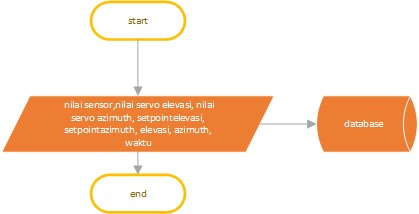 start
nilai sensor,nilai servo elevasi, nilai
servo azimuth, setpointelevasi,
setpointazimuth, elevasi, azimuth,
waktu
database
end